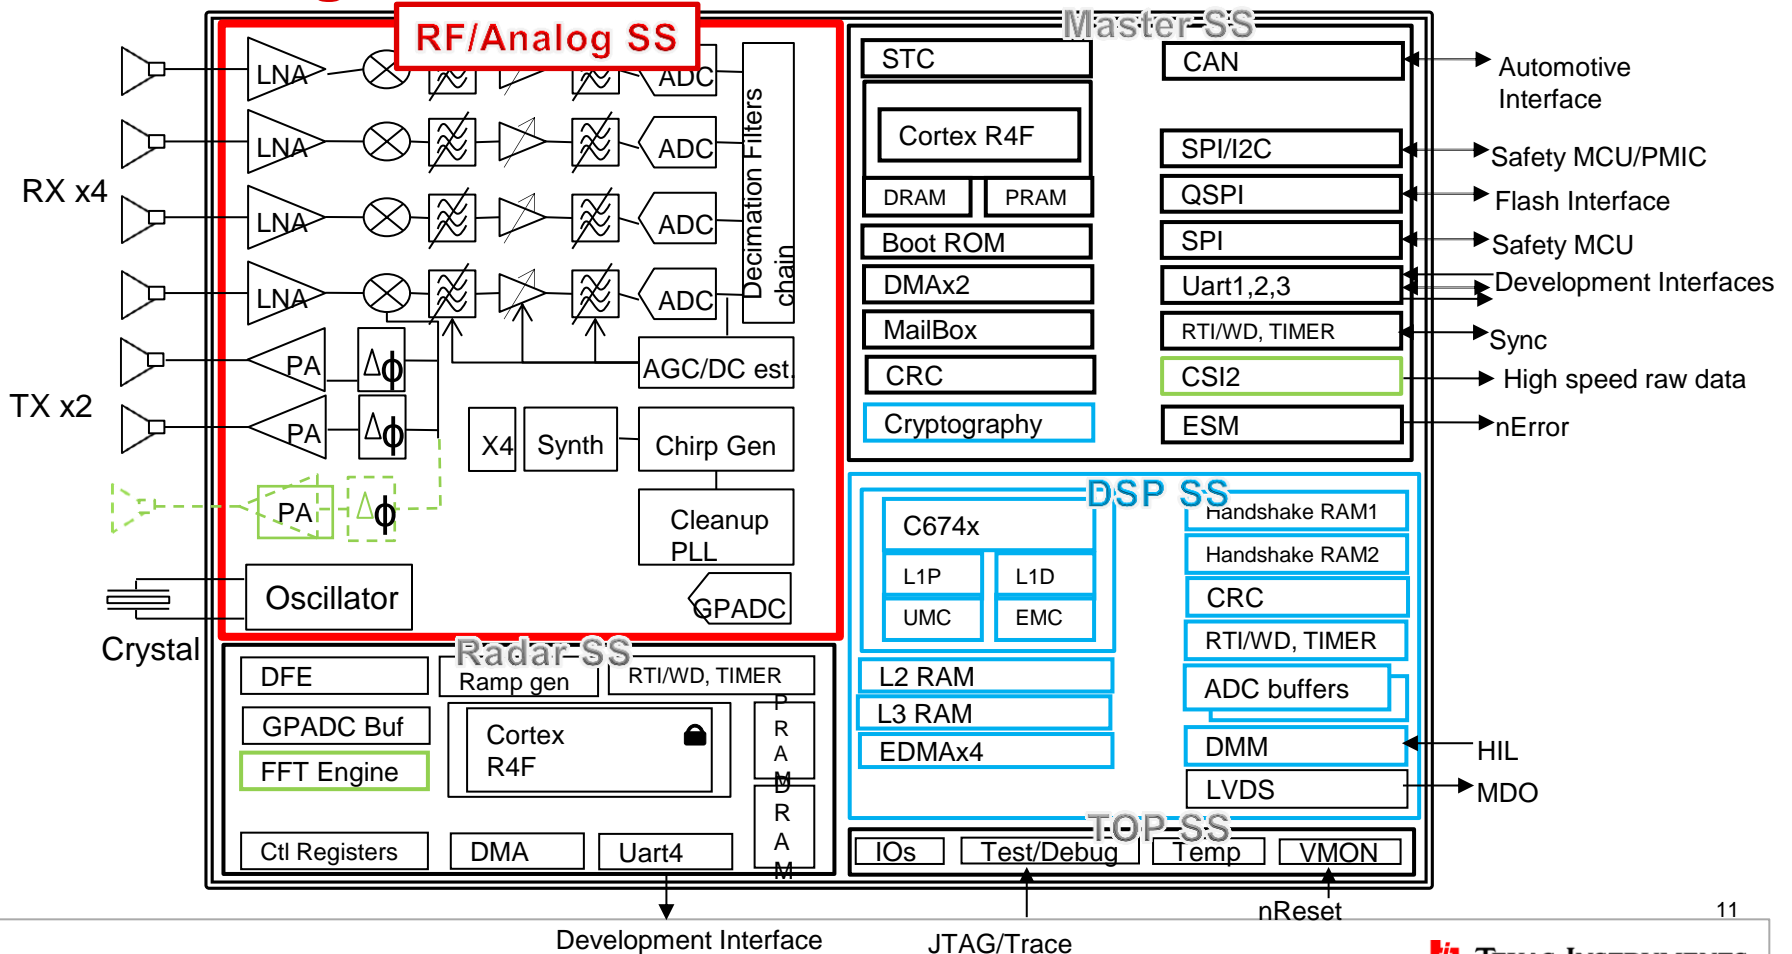 RF/Analog SS
Master SS
LNA
ADC
LNA
ADC
LNA
ADC
LNA
ADC
Decimation Filters
chain
RX x4
PA
Δϕ
AGC/DC est.
TX x2
PA
Δϕ
X4
Synth
Chirp Gen
PA
Δϕ
Cleanup
PLL
Oscillator
GPADC
Crystal
STC
CAN
Automotive
Interface
Cortex R4F
SPI/I2C
Safety MCU/PMIC
DRAM
PRAM
QSPI
Flash Interface
Boot ROM
SPI
Safety MCU
DMAx2
Uart1,2,3
Development Interfaces
MailBox
RTI/WD, TIMER
Sync
CRC
CSI2
High speed raw data
Cryptography
ESM
nError
DSP SS
C674x
Handshake RAM1
Handshake RAM2
L1P
L1D
CRC
UMC
EMC
RTI/WD, TIMER
L2 RAM
ADC buffers
L3 RAM
EDMAx4
DMM
HIL
LVDS
MDO
Radar SS
DFE
Ramp gen
RTI/WD, TIMER
GPADC Buf
Cortex
R4F
PRAM
FFT Engine
DRAM
Ctl Registers
DMA
Uart4
TOP SS
IOs
Test/Debug
Temp
VMON
nReset
11
Development Interface
JTAG/Trace
TEXAS INSTRUMENTS